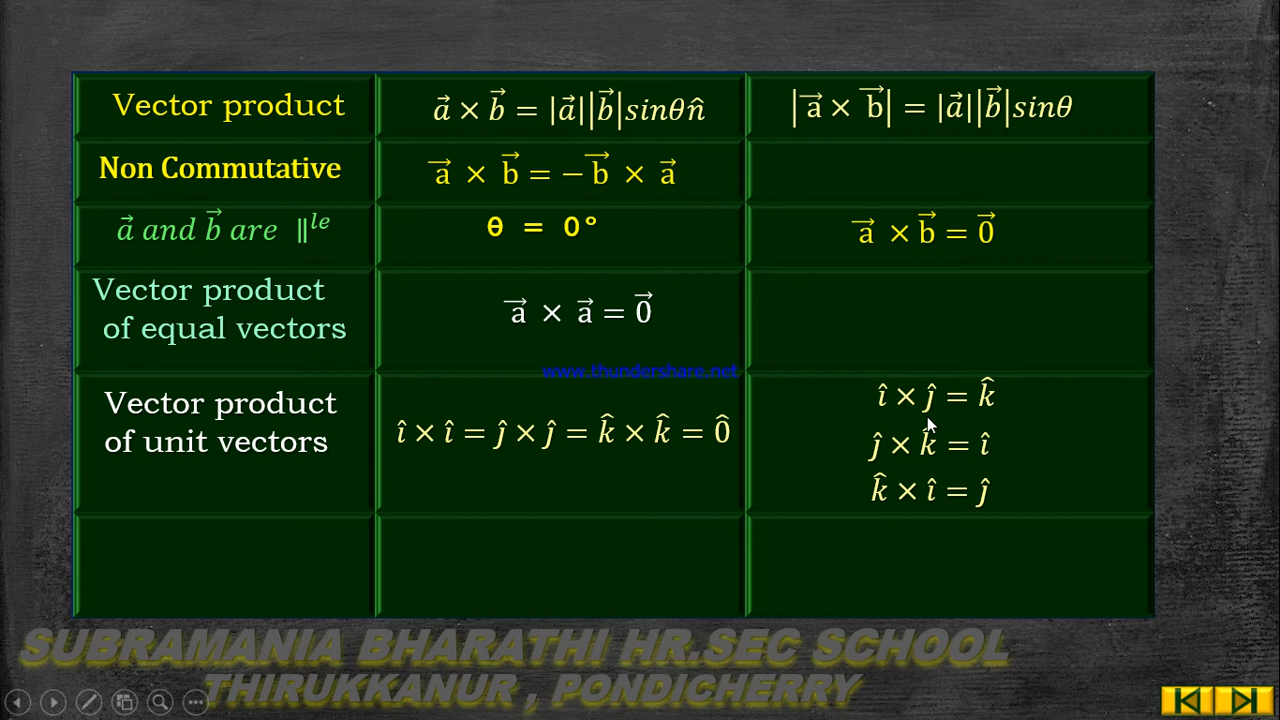 Vector product
a⃗ × b⃗ = |a⃗||b⃗|sinθn̂
|a⃗ × b⃗| = |a⃗||b⃗|sinθ
Non Commutative
a⃗ × b⃗ = −b⃗ × a⃗
a⃗ and b⃗ are ∥ˡᵉ
θ = 0°
a⃗ × b⃗ = 0⃗
Vector product
of equal vectors
a⃗ × a⃗ = 0⃗
www.thundershare.net
Vector product
of unit vectors
î × î = ĵ × ĵ = k̂ × k̂ = 0̂
î × ĵ = k̂
ĵ × k̂ = î
k̂ × î = ĵ
SUBRAMANIA BHARATHI HR.SEC SCHOOL
THIRUKKANUR , PONDICHERRY